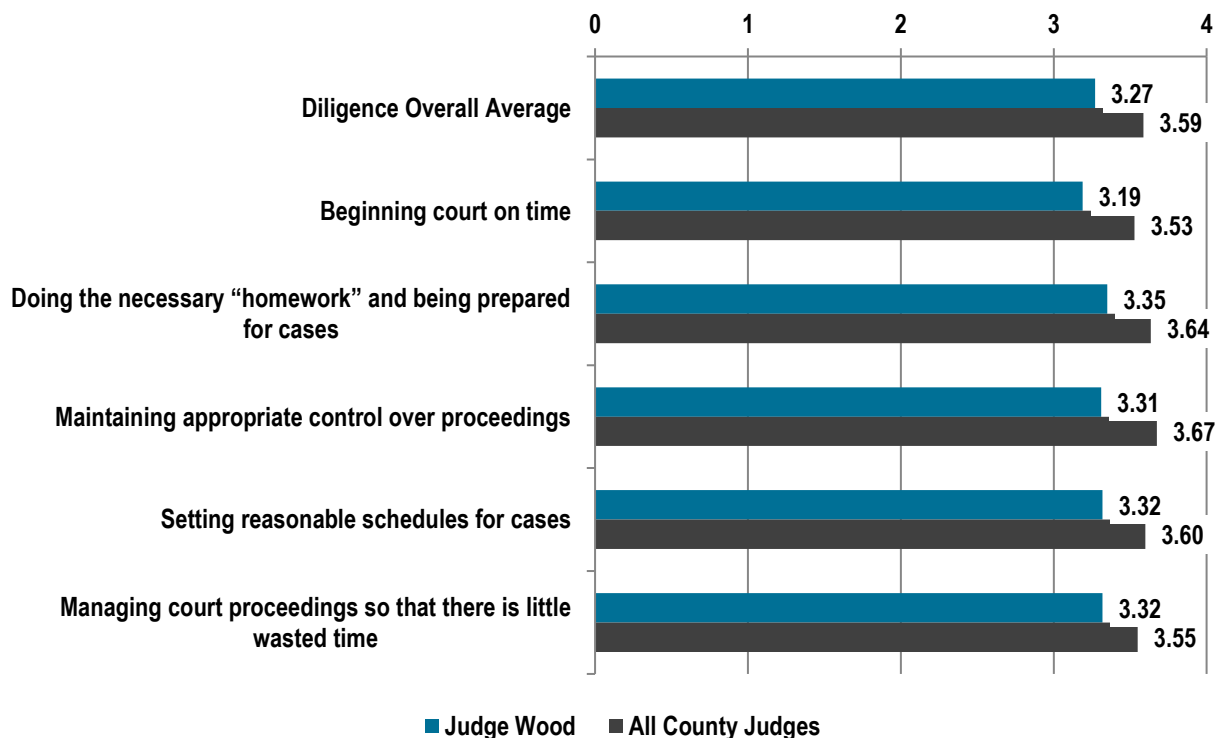 0 1 2 3 4
Diligence Overall Average
3.27
3.59
Beginning court on time
3.19
3.53
Doing the necessary “homework” and being prepared
for cases
3.35
3.64
Maintaining appropriate control over proceedings
3.31
3.67
Setting reasonable schedules for cases
3.32
3.60
Managing court proceedings so that there is little
wasted time
3.32
3.55
Judge Wood All County Judges